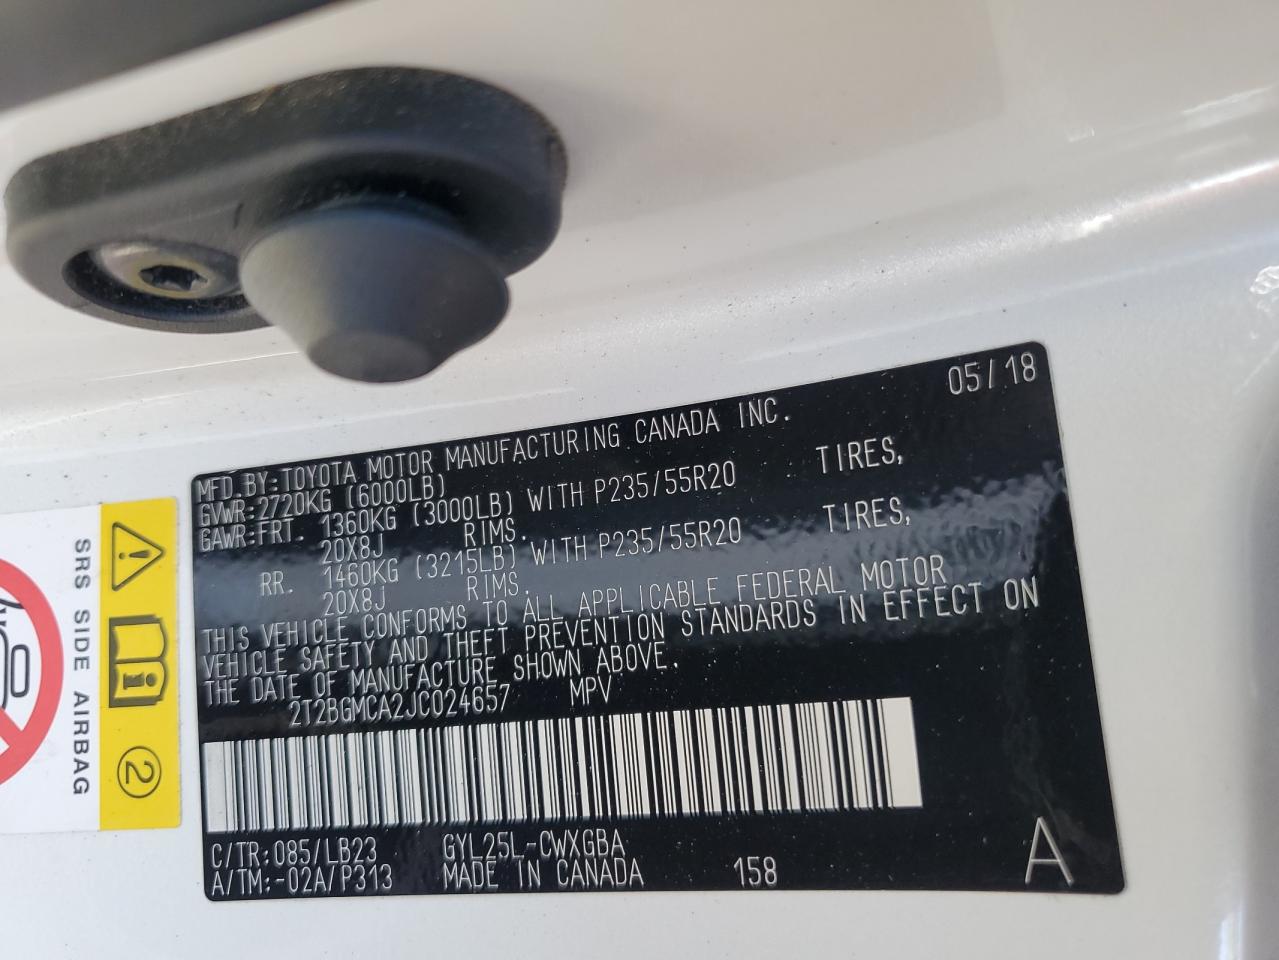 05/18
MFD.BY:TOYOTA MOTOR MANUFACTURING CANADA INC.
GVWR:2720KG (6000LB)
GAWR:FRT. 1360KG (3000LB) WITH P235/55R20 TIRES,
20X8J RIMS.
RR. 1460KG (3215LB) WITH P235/55R20 TIRES,
20X8J RIMS.
THIS VEHICLE CONFORMS TO ALL APPLICABLE FEDERAL MOTOR
VEHICLE SAFETY AND THEFT PREVENTION STANDARDS IN EFFECT ON
THE DATE OF MANUFACTURE SHOWN ABOVE.
2T2BGMCA2JC024657 MPV
C/TR:085/LB23 GYL25L-CWXGBA
A/TM:-02A/P313 MADE IN CANADA 158 A
SRS SIDE AIRBAG
2